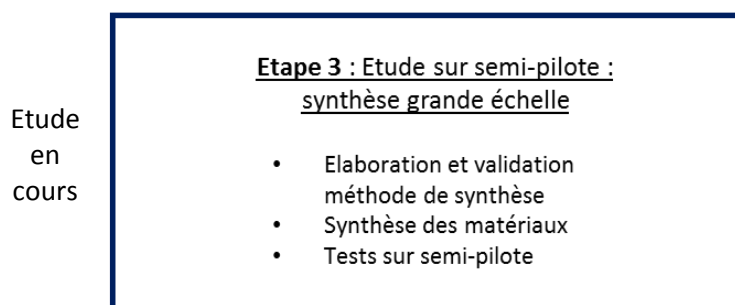 Etude
en
cours
Etape 3 : Etude sur semi-pilote :
synthèse grande échelle
• Elaboration et validation
méthode de synthèse
• Synthèse des matériaux
• Tests sur semi-pilote